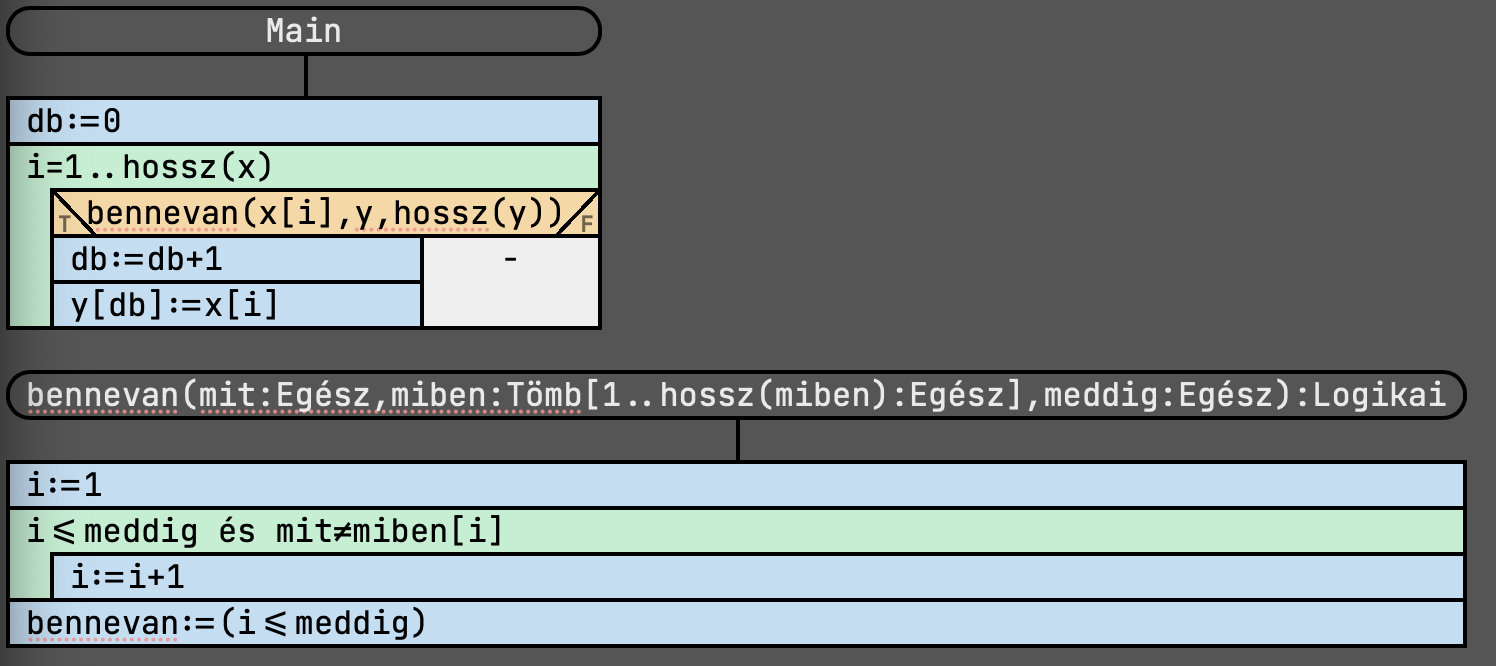 Main
db:=0
i=1..hossz(x)
T bennevan(x[i],y,hossz(y)) F
db:=db+1 -
y[db]:=x[i]
bennevan(mit:Egész,miben:Tömb[1..hossz(miben):Egész],meddig:Egész):Logikai
i:=1
i≤meddig és mit≠miben[i]
i:=i+1
bennevan:=(i≤meddig)